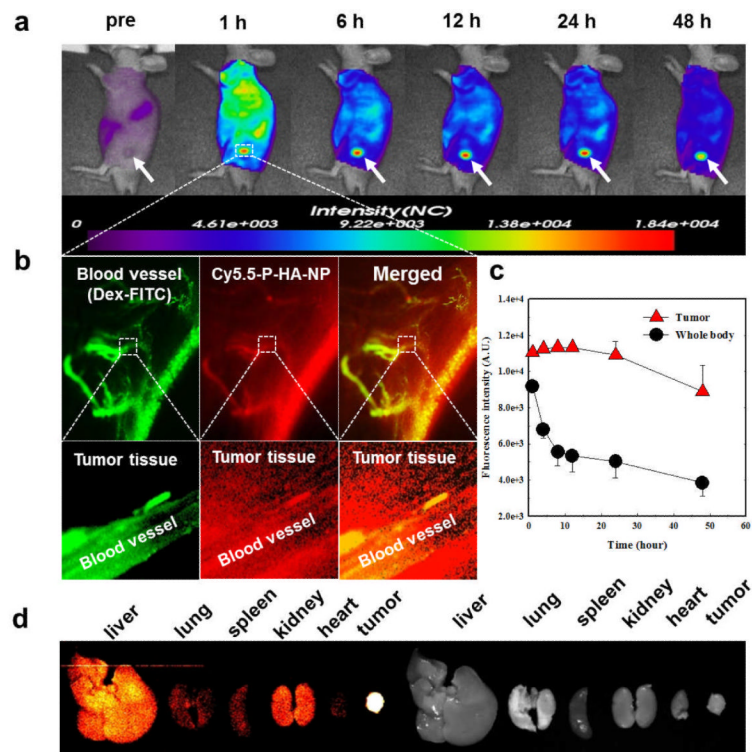 a
pre 1 h 6 h 12 h 24 h 48 h
Intensity(NC)
0 4.61e+003 9.22e+003 1.38e+004 1.84e+004
b
Blood vessel
(Dex-FITC)
Cy5.5-P-HA-NP
Merged
Tumor tissue
Blood vessel
Tumor tissue
Blood vessel
Tumor tissue
Blood vessel
c
Fluorescence intensity (A.U.)
1.4e+4
1.2e+4
1.0e+4
8.0e+3
6.0e+3
4.0e+3
2.0e+3
Tumor
Whole body
0 10 20 30 40 50 60
Time (hour)
d
liver lung spleen kidney heart tumor liver lung spleen kidney heart tumor